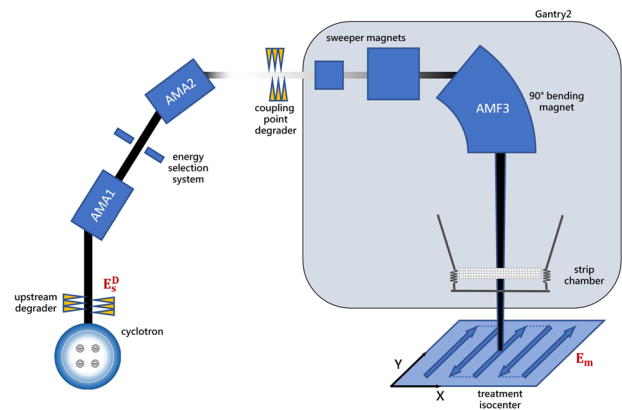 Gantry2
sweeper magnets
AMA2
coupling
point
degrader
AMF3
90° bending
magnet
energy
selection
system
AMA1
strip
chamber
upstream
degrader
E_s^D
cyclotron
Y
X
E_m
treatment
isocenter